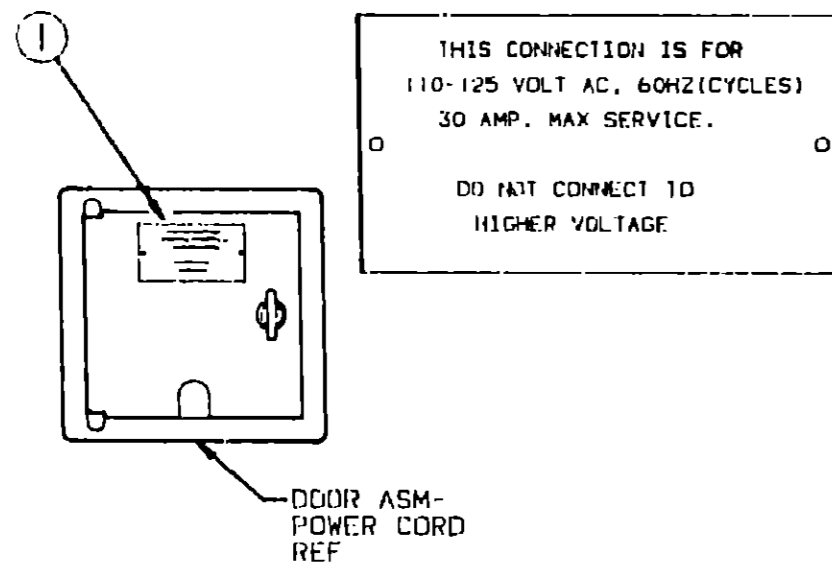 1
THIS CONNECTION IS FOR
110-125 VOLT AC, 60HZ(CYCLES)
30 AMP. MAX SERVICE.
DO NOT CONNECT TO
HIGHER VOLTAGE
DOOR ASM-
POWER CORD
REF